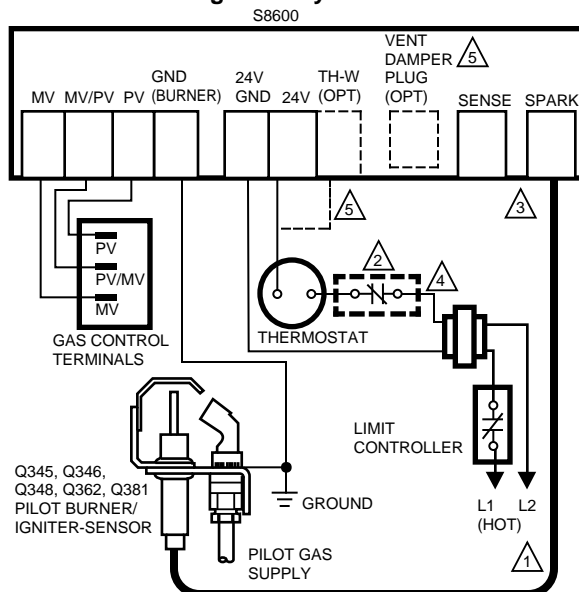 S8600
MV
MV/PV
PV
GND
(BURNER)
24V
GND
24V
TH-W
(OPT)
VENT
DAMPER
PLUG
(OPT)
5
SENSE
SPARK
5
3
PV
PV/MV
MV
GAS CONTROL
TERMINALS
2
4
THERMOSTAT
LIMIT
CONTROLLER
Q345, Q346,
Q348, Q362, Q381
PILOT BURNER/
IGNITER-SENSOR
GROUND
L1
(HOT)
L2
1
PILOT GAS
SUPPLY